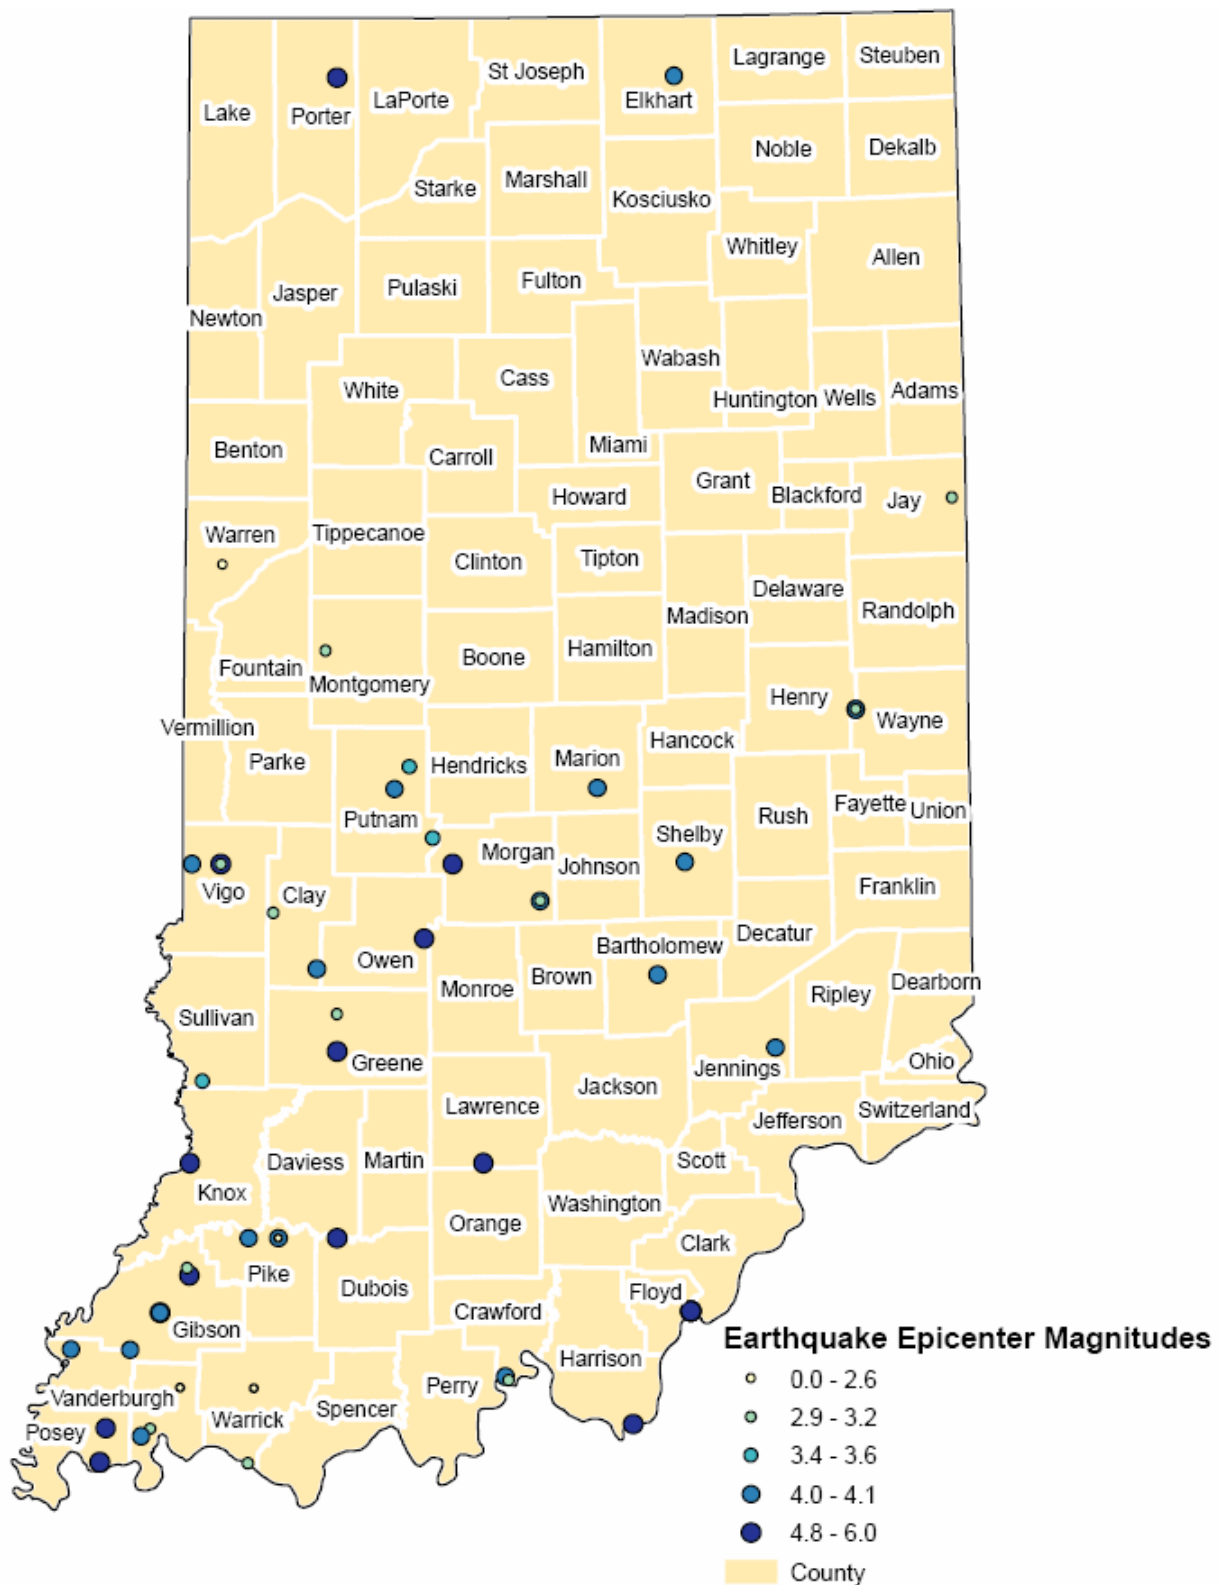 Lagrange
Steuben
St Joseph
LaPorte
Elkhart
Lake
Porter
Noble
Dekalb
Marshall
Starke
Kosciusko
Whitley
Allen
Fulton
Pulaski
Jasper
Newton
Wabash
Cass
White
Huntington
Wells
Adams
Miami
Benton
Carroll
Grant
Howard
Blackford
Jay
Warren
Tippecanoe
Clinton
Tipton
Delaware
Madison
Randolph
Hamilton
Boone
Fountain
Montgomery
Henry
Wayne
Vermillion
Hancock
Marion
Parke
Hendricks
Fayette
Union
Rush
Putnam
Shelby
Morgan
Johnson
Franklin
Vigo
Clay
Decatur
Bartholomew
Owen
Brown
Dearborn
Monroe
Ripley
Sullivan
Greene
Ohio
Jennings
Jackson
Lawrence
Switzerland
Jefferson
Daviess
Martin
Scott
Knox
Washington
Orange
Clark
Pike
Dubois
Floyd
Crawford
Gibson
Harrison
Perry
Vanderburgh
Spencer
Warrick
Posey
Earthquake Epicenter Magnitudes
0.0 - 2.6
2.9 - 3.2
3.4 - 3.6
4.0 - 4.1
4.8 - 6.0
County